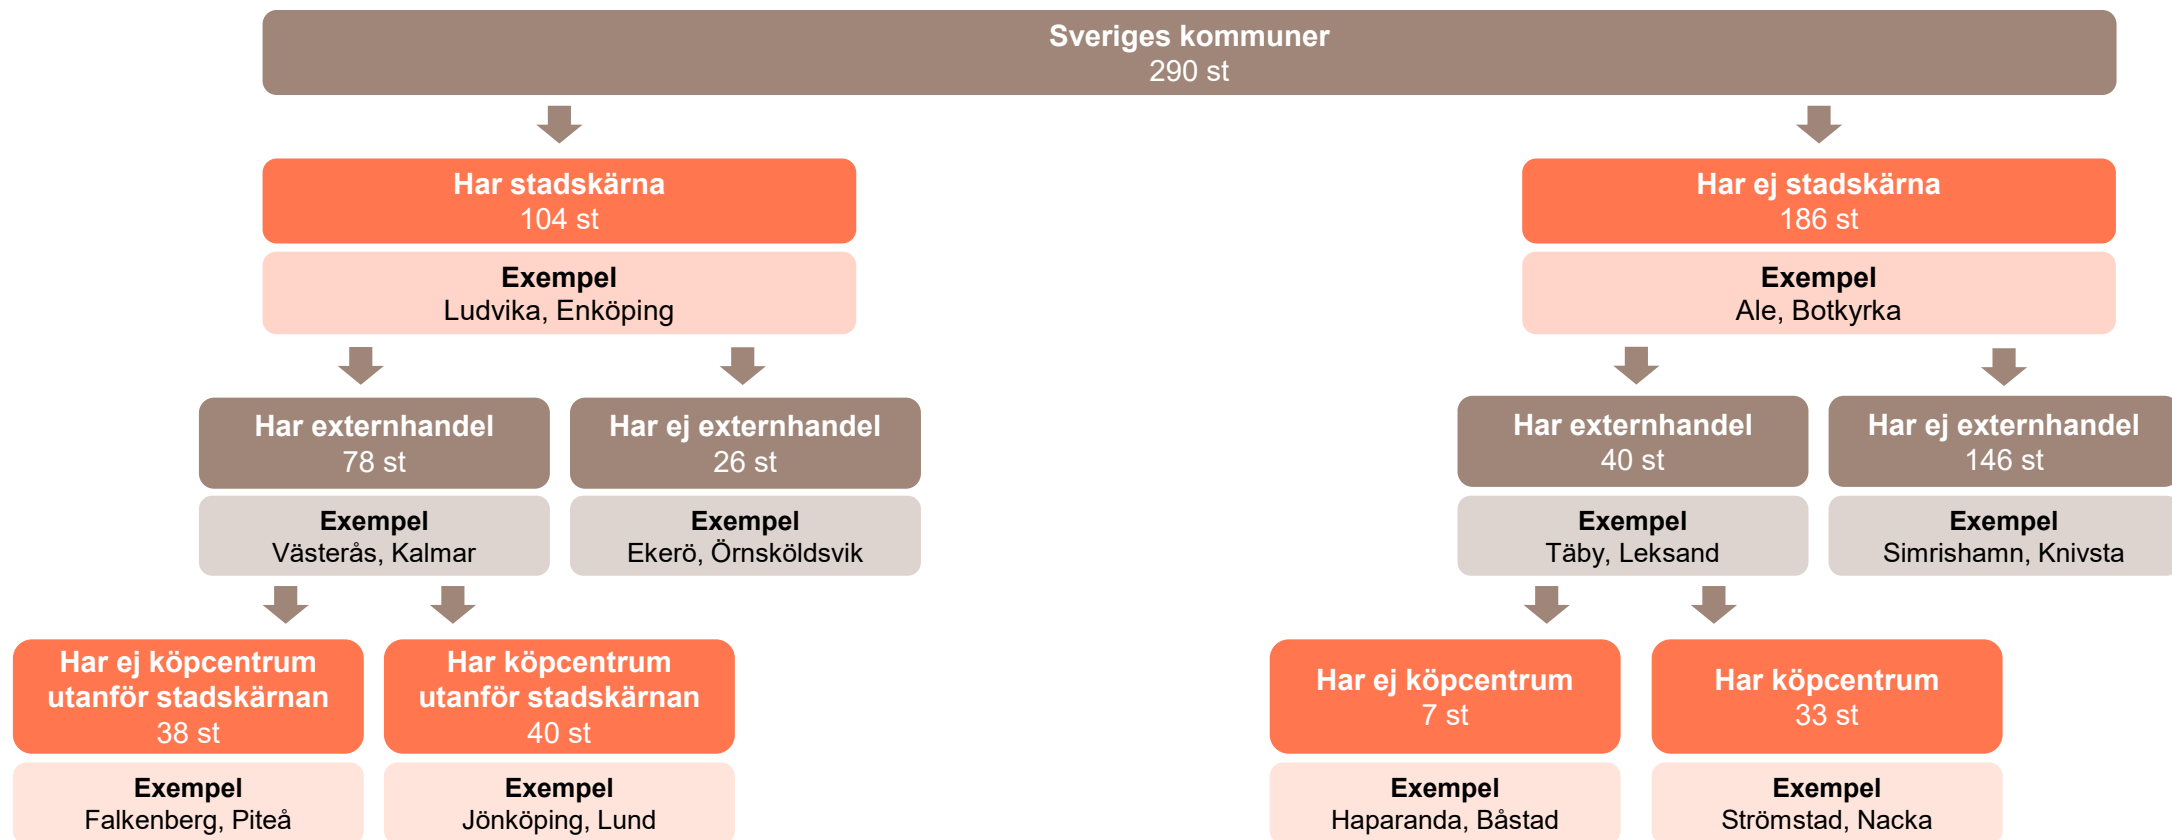 Sveriges kommuner
290 st
Har stadskärna
104 st
Exempel
Ludvika, Enköping
Har ej stadskärna
186 st
Exempel
Ale, Botkyrka
Har externhandel
78 st
Exempel
Västerås, Kalmar
Har ej externhandel
26 st
Exempel
Ekerö, Örnsköldsvik
Har externhandel
40 st
Exempel
Täby, Leksand
Har ej externhandel
146 st
Exempel
Simrishamn, Knivsta
Har ej köpcentrum
utanför stadskärnan
38 st
Exempel
Falkenberg, Piteå
Har köpcentrum
utanför stadskärnan
40 st
Exempel
Jönköping, Lund
Har ej köpcentrum
7 st
Exempel
Haparanda, Båstad
Har köpcentrum
33 st
Exempel
Strömstad, Nacka